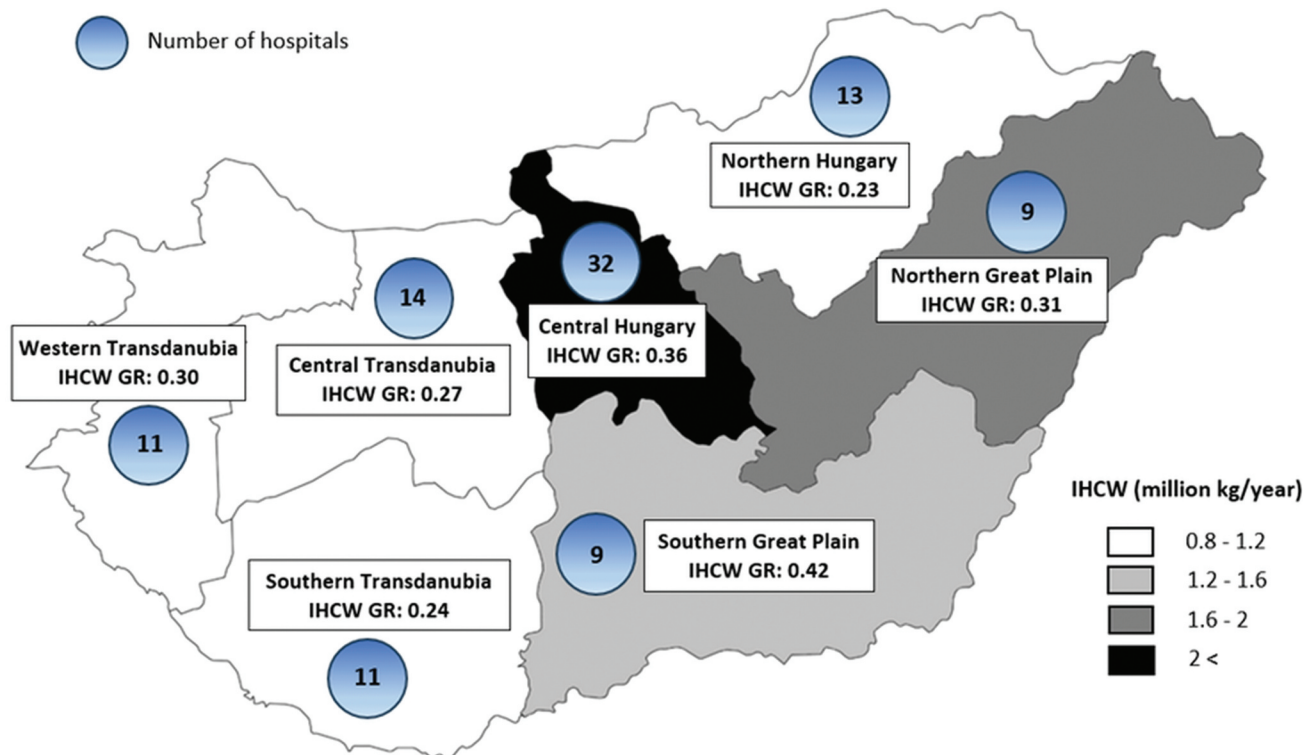 Number of hospitals
13
Northern Hungary
IHCW GR: 0.23
9
Northern Great Plain
IHCW GR: 0.31
32
Central Hungary
IHCW GR: 0.36
14
Central Transdanubia
IHCW GR: 0.27
Western Transdanubia
IHCW GR: 0.30
11
9
Southern Great Plain
IHCW GR: 0.42
Southern Transdanubia
IHCW GR: 0.24
11
IHCW (million kg/year)
0.8 - 1.2
1.2 - 1.6
1.6 - 2
2 <